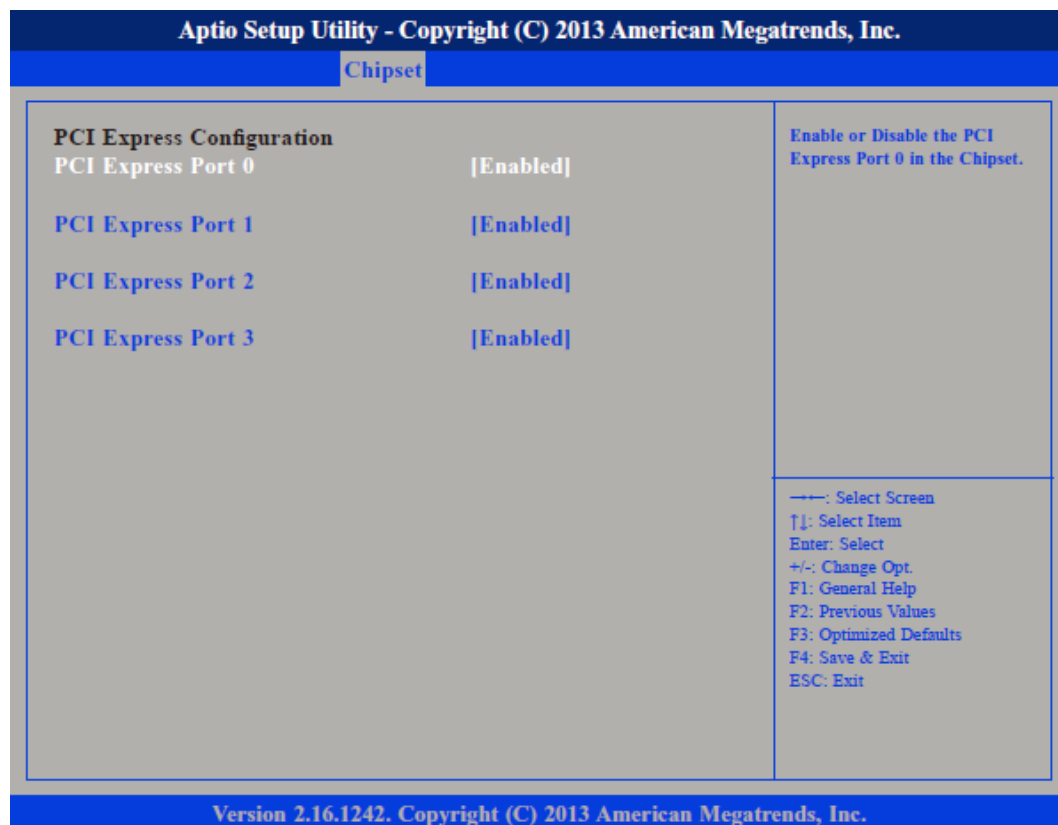 Aptio Setup Utility - Copyright (C) 2013 American Megatrends, Inc.
Chipset
PCI Express Configuration
PCI Express Port 0 [Enabled]
PCI Express Port 1 [Enabled]
PCI Express Port 2 [Enabled]
PCI Express Port 3 [Enabled]
Enable or Disable the PCI
Express Port 0 in the Chipset.
→←: Select Screen
↑↓: Select Item
Enter: Select
+/-: Change Opt.
F1: General Help
F2: Previous Values
F3: Optimized Defaults
F4: Save & Exit
ESC: Exit
Version 2.16.1242. Copyright (C) 2013 American Megatrends, Inc.